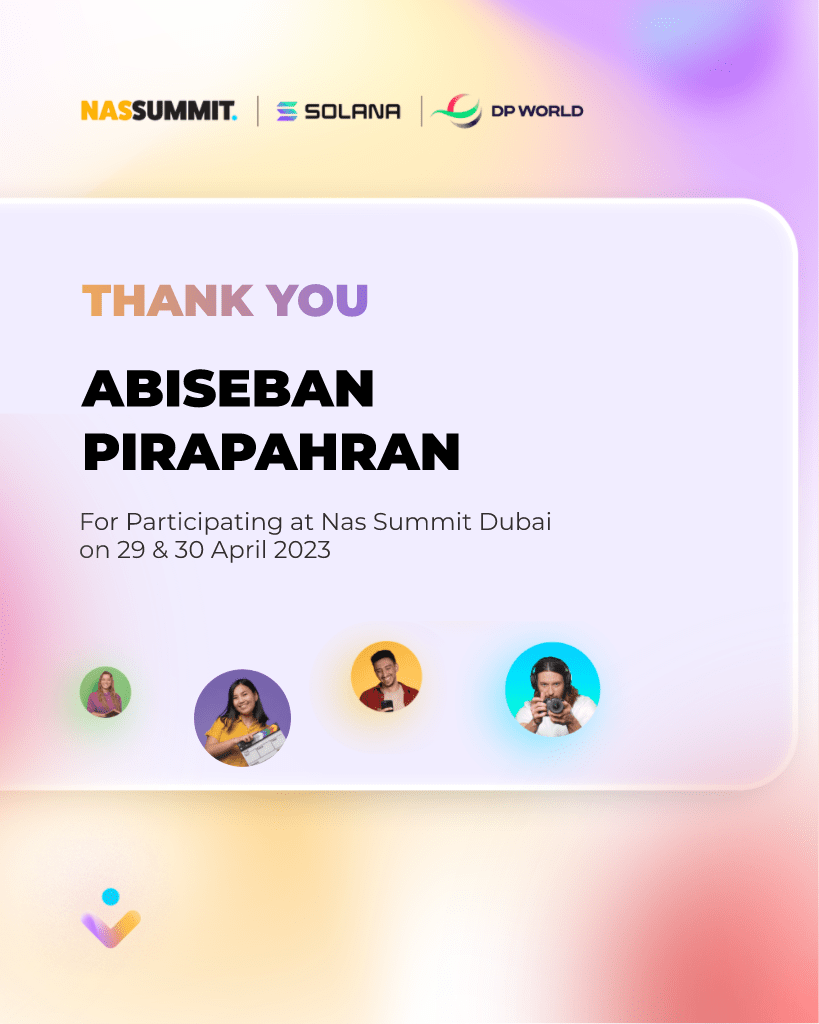 NASSUMMIT. | SOLANA | DP WORLD
THANK YOU
ABISEBAN
PIRAPAHRAN
For Participating at Nas Summit Dubai
on 29 & 30 April 2023